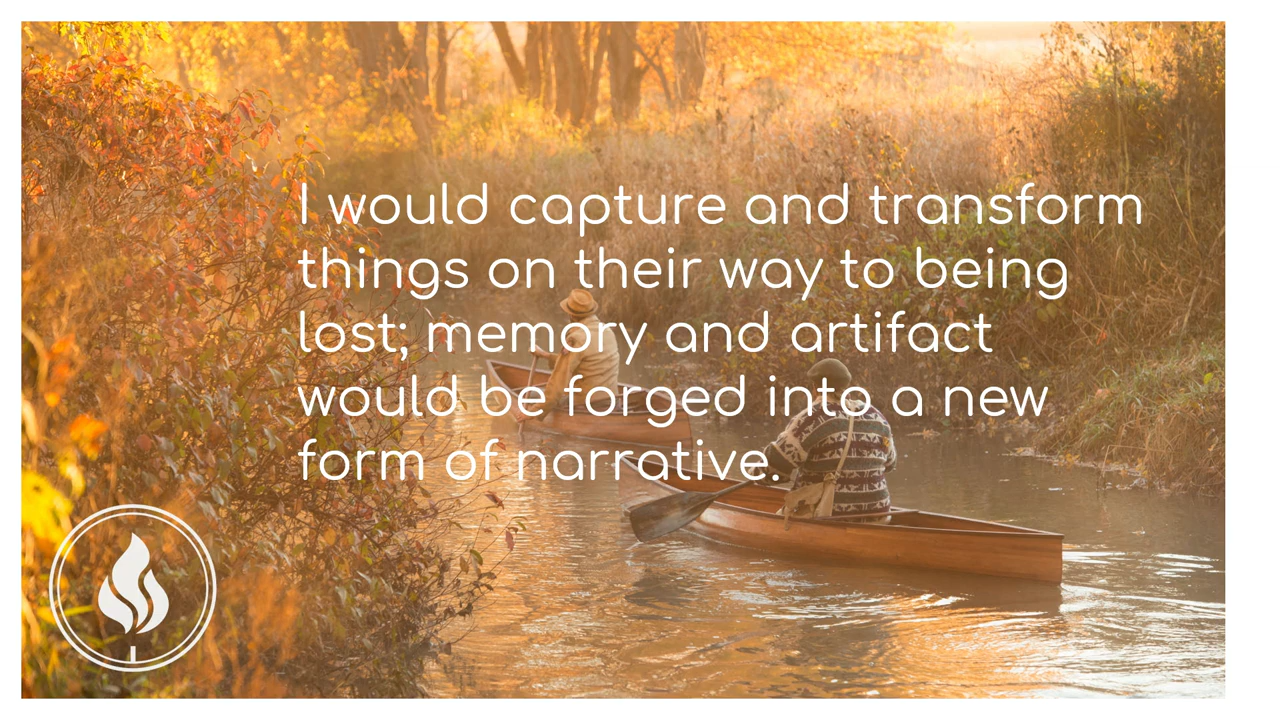 I would capture and transform
things on their way to being
lost; memory and artifact
would be forged into a new
form of narrative.